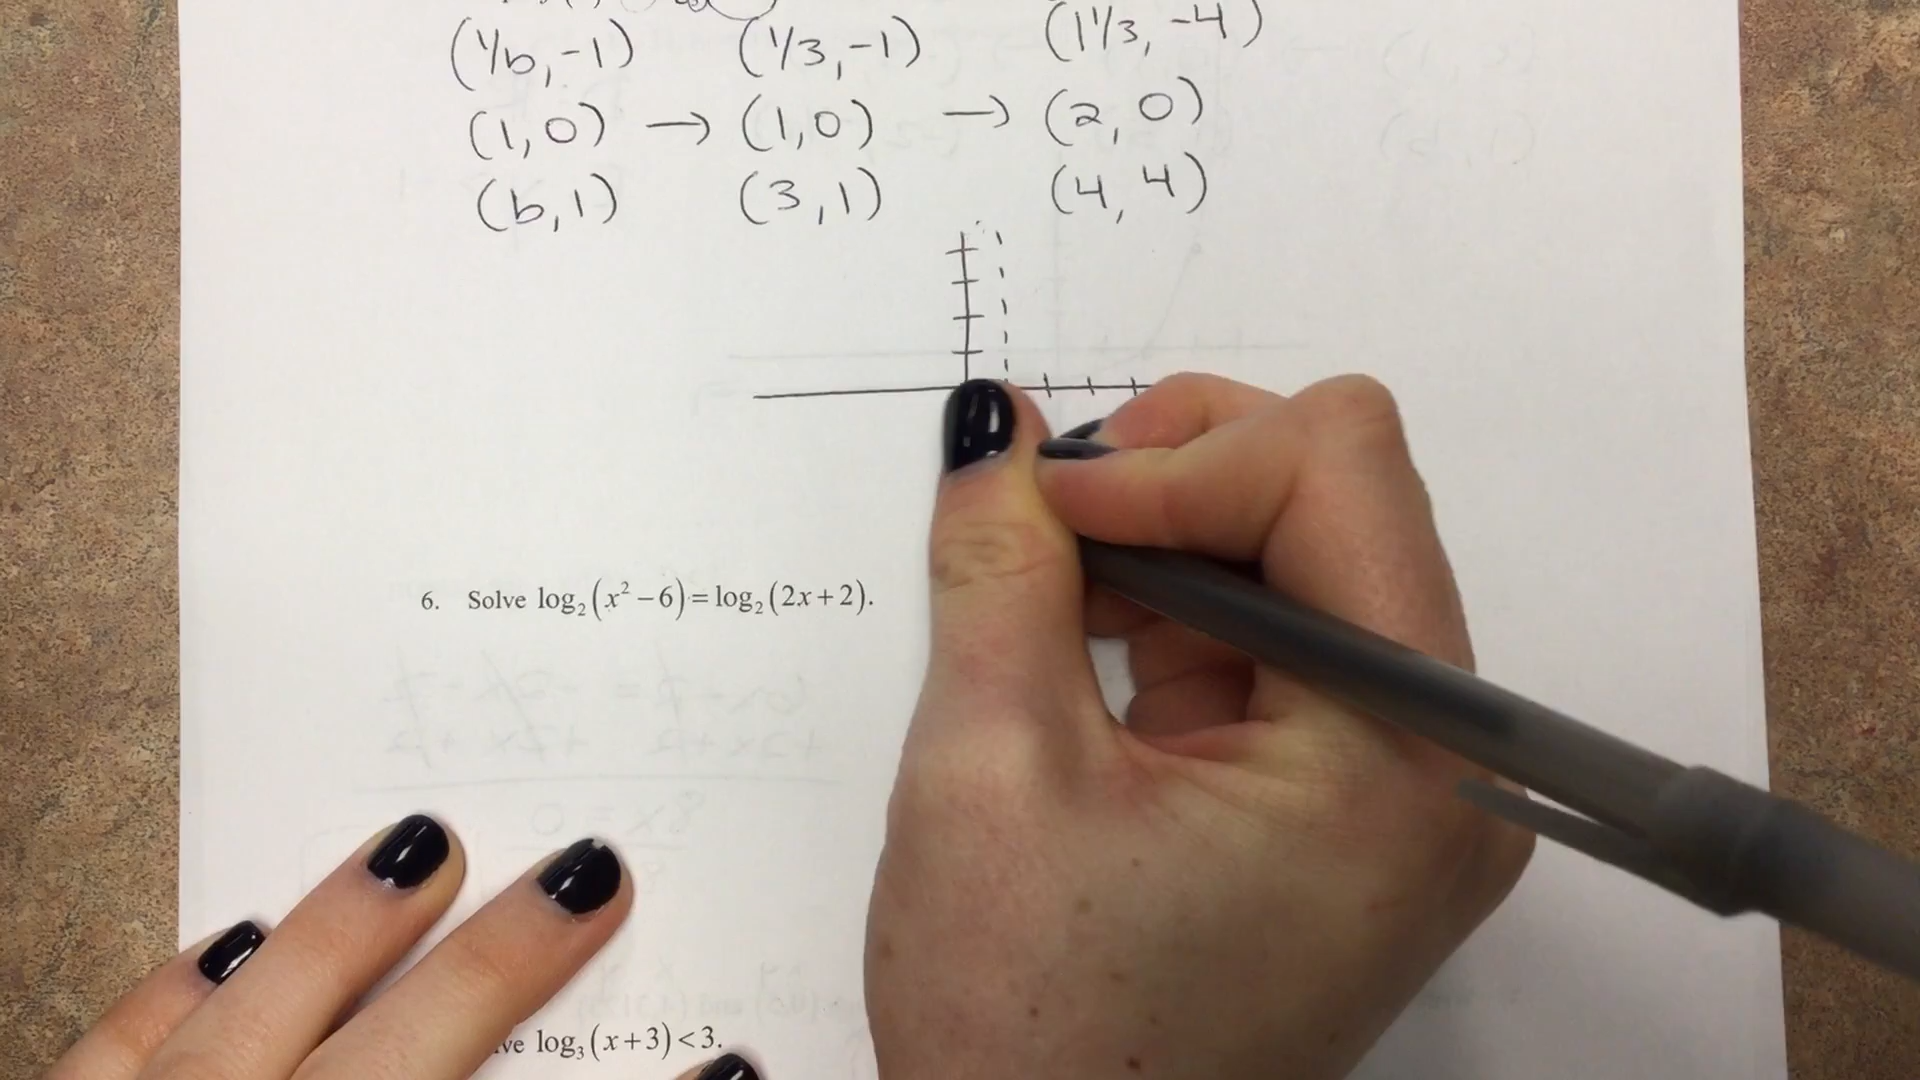 (1/b, -1) (1/3, -1) (1 1/3, -4)
(1, 0) → (1, 0) → (2, 0)
(b, 1) (3, 1) (4, 4)
6. Solve log₂(x² − 6) = log₂(2x + 2).
log₃(x + 3) < 3.